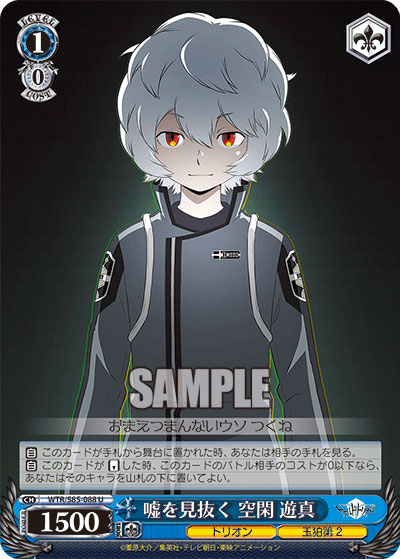 LEVEL
1
0
COST
SAMPLE
おまえつまんないウソ つくね
このカードが手札から舞台に置かれた時、あなたは相手の手札を見る。
このカードが した時、このカードのバトル相手のコストが0以下なら、
あなたはそのキャラを山札の下に置いてよい。
CH WTR/S85-088 U
1500
嘘を見抜く 空閑 遊真
トリオン
玉狛第2
©葦原大介/集英社・テレビ朝日・東映アニメーション